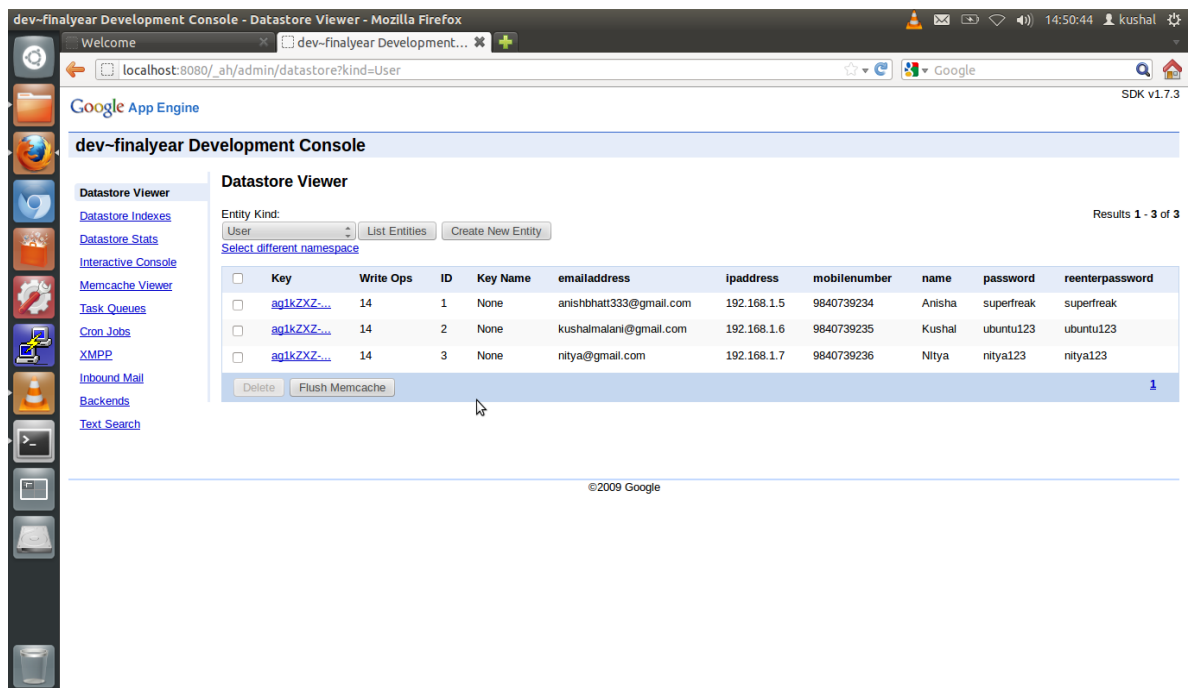 dev~finalyear Development Console - Datastore Viewer - Mozilla Firefox 14:50:44 kushal
Welcome dev~finalyear Development...
localhost:8080/_ah/admin/datastore?kind=User Google
SDK v1.7.3
Google App Engine
dev~finalyear Development Console
Datastore Viewer
Datastore Indexes
Datastore Stats
Interactive Console
Memcache Viewer
Task Queues
Cron Jobs
XMPP
Inbound Mail
Backends
Text Search
Datastore Viewer
Entity Kind: Results 1 - 3 of 3
User List Entities Create New Entity
Select different namespace
Key Write Ops ID Key Name emailaddress ipaddress mobilenumber name password reenterpassword
ag1kZXZ-... 14 1 None anishbhatt333@gmail.com 192.168.1.5 9840739234 Anisha superfreak superfreak
ag1kZXZ-... 14 2 None kushalmalani@gmail.com 192.168.1.6 9840739235 Kushal ubuntu123 ubuntu123
ag1kZXZ-... 14 3 None nitya@gmail.com 192.168.1.7 9840739236 NItya nitya123 nitya123
Delete Flush Memcache 1
©2009 Google